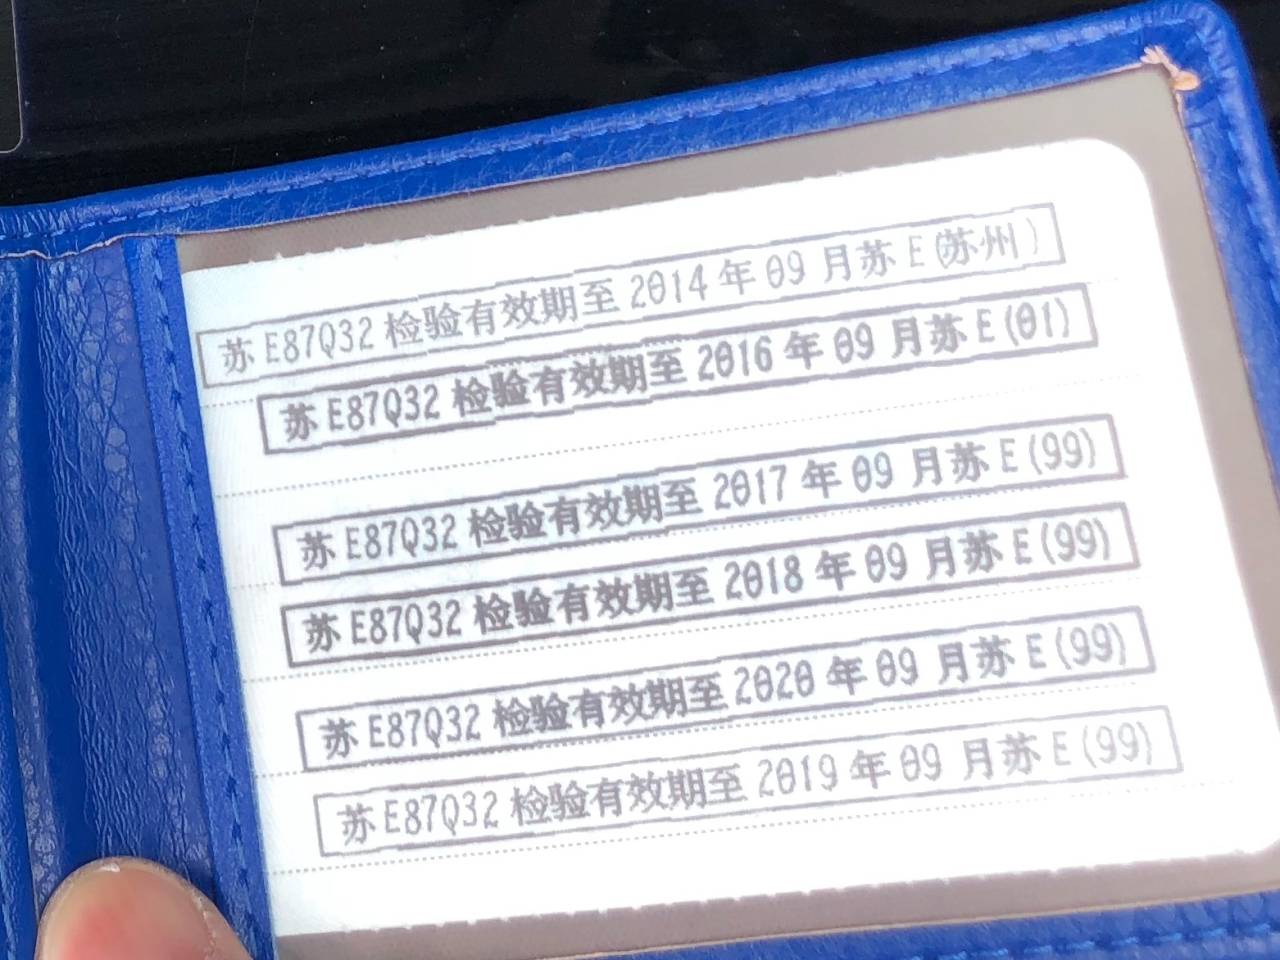 苏E87Q32 检验有效期至 2014 年 09 月苏 E (苏州)
苏E87Q32 检验有效期至 2016 年 09 月苏 E (01)
苏E87Q32 检验有效期至 2017 年 09 月苏 E (99)
苏E87Q32 检验有效期至 2018 年 09 月苏 E (99)
苏E87Q32 检验有效期至 2020 年 09 月苏 E (99)
苏E87Q32 检验有效期至 2019 年 09 月苏 E (99)